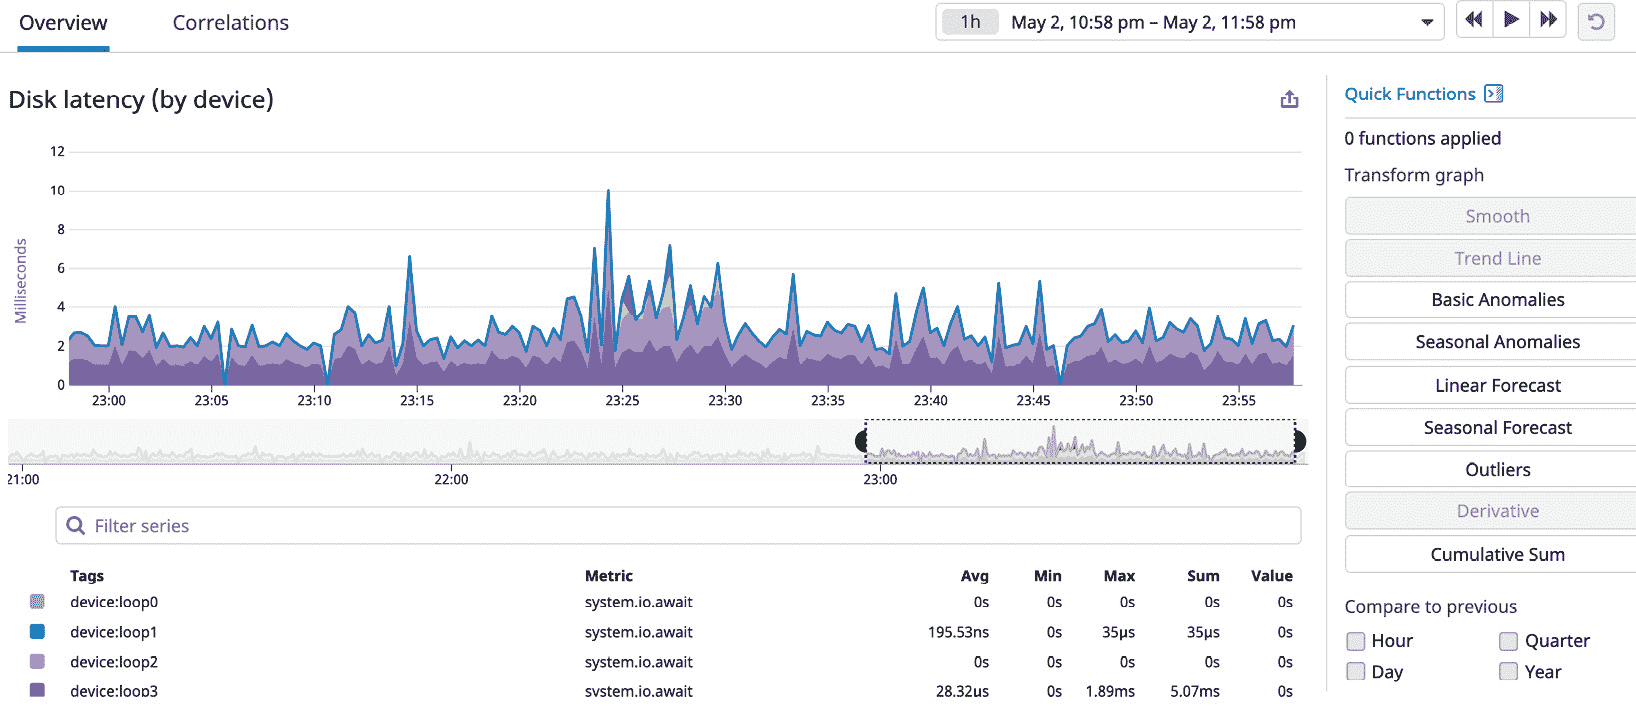 Overview Correlations 1h May 2, 10:58 pm – May 2, 11:58 pm
Disk latency (by device)
Milliseconds
12
10
8
6
4
2
0
23:00 23:05 23:10 23:15 23:20 23:25 23:30 23:35 23:40 23:45 23:50 23:55
21:00 22:00 23:00
Filter series
Tags Metric Avg Min Max Sum Value
device:loop0 system.io.await 0s 0s 0s 0s 0s
device:loop1 system.io.await 195.53ns 0s 35µs 35µs 0s
device:loop2 system.io.await 0s 0s 0s 0s 0s
device:loop3 system.io.await 28.32us 0s 1.89ms 5.07ms 0s
Quick Functions
0 functions applied
Transform graph
Smooth
Trend Line
Basic Anomalies
Seasonal Anomalies
Linear Forecast
Seasonal Forecast
Outliers
Derivative
Cumulative Sum
Compare to previous
Hour Quarter
Day Year